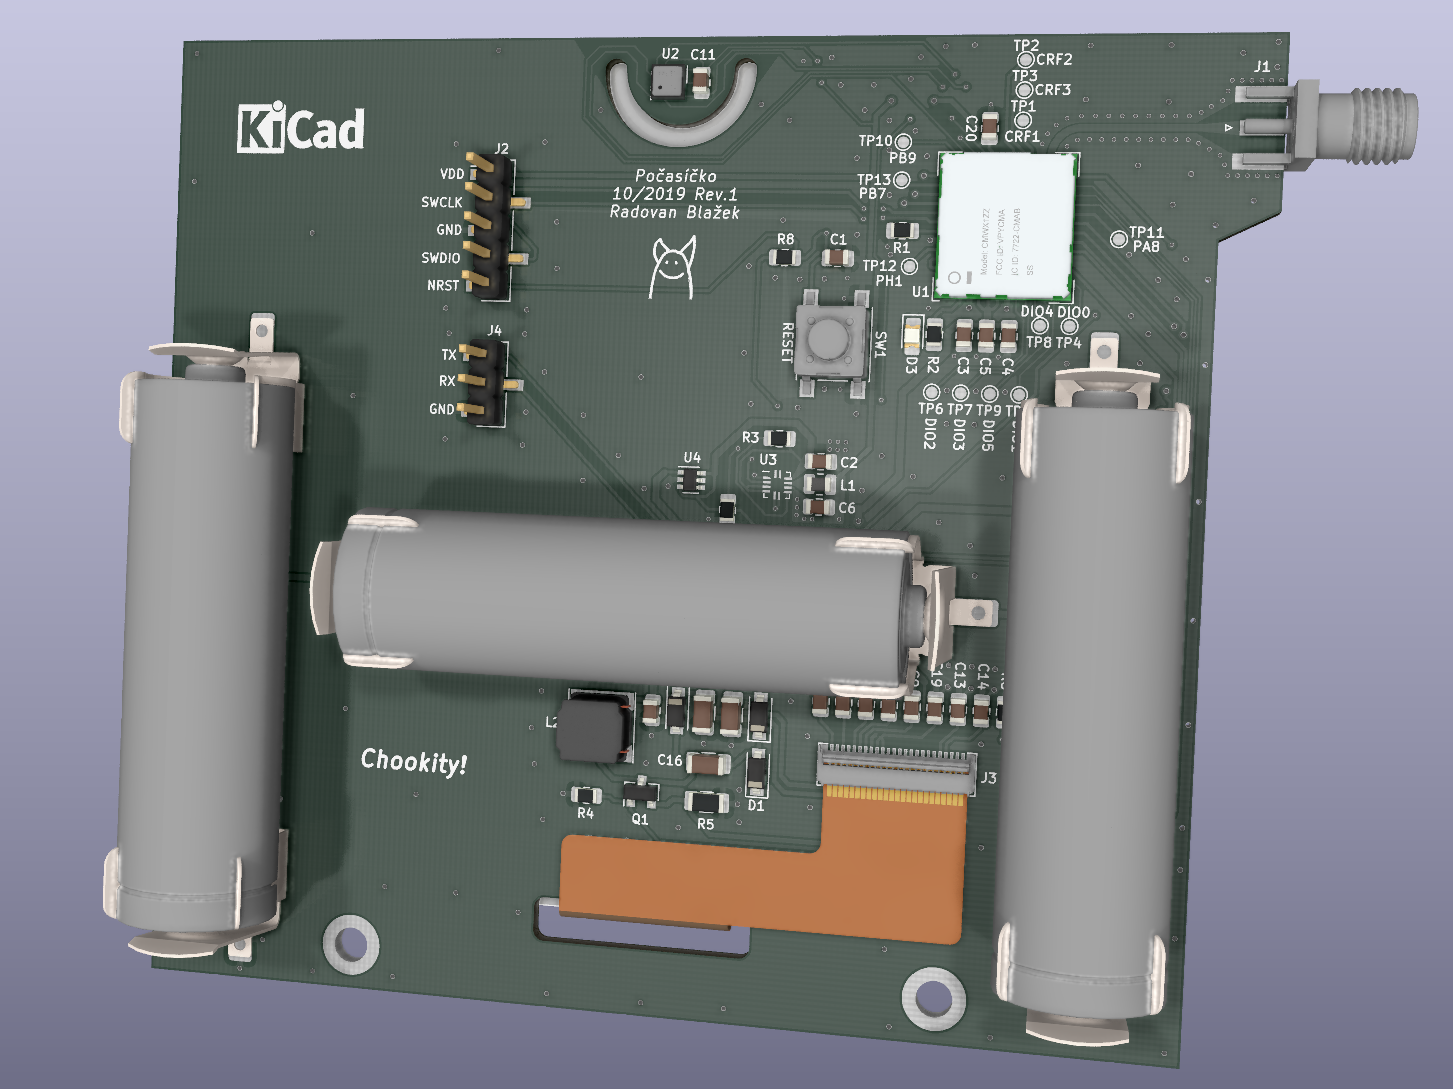 KiCad
U2
C11
TP2
CRF2
TP3
CRF3
TP1
CRF1
J1
C20
TP10
PB9
TP13
PB7
J2
VDD
SWCLK
GND
SWDIO
NRST
Počasíčko
10/2019 Rev.1
Radovan Blažek
R8
C1
R1
TP12
PH1
U1
Model: CMWX1ZZ
TP11
PA8
DIO4
DIO0
TP8
TP4
J4
TX
RX
GND
RESET
SW1
D3
R2
C3
C5
C4
TP6
TP7
TP9
DIO2
DIO3
DIO5
R3
U4
U3
C2
L1
C6
C13
C14
C16
D1
J3
R4
Q1
R5
Chookity!